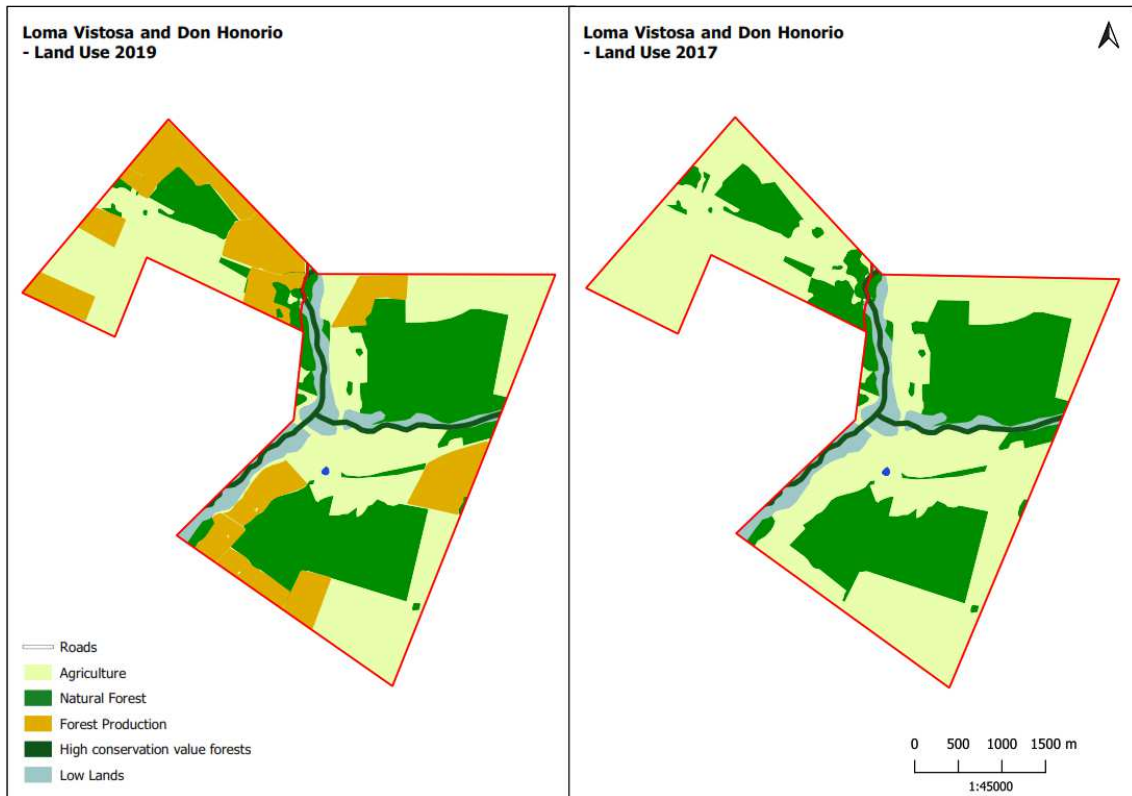 Loma Vistosa and Don Honorio
- Land Use 2019
Loma Vistosa and Don Honorio
- Land Use 2017
Roads
Agriculture
Natural Forest
Forest Production
High conservation value forests
Low Lands
0 500 1000 1500 m
1:45000